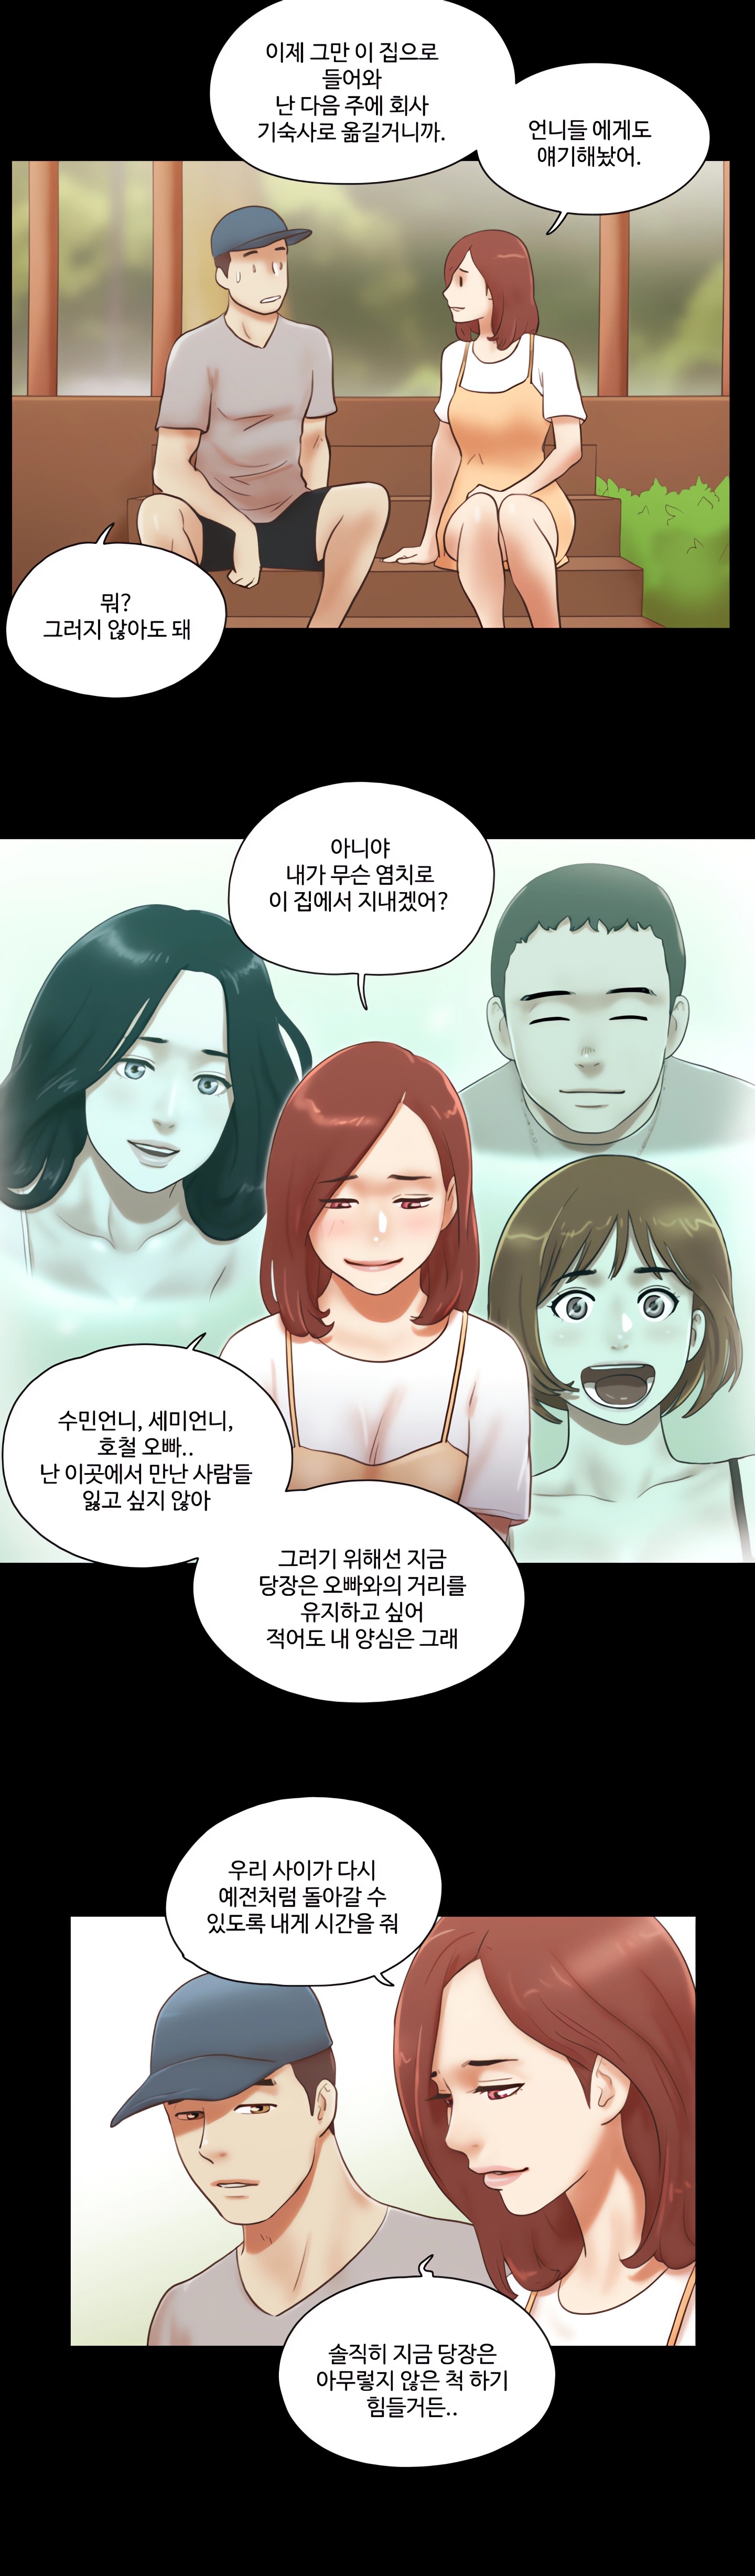 이제 그만 이 집으로
들어와
난 다음 주에 회사
기숙사로 옮길거니까.
언니들 에게도
얘기해놨어.
뭐?
그러지 않아도 돼
아니야
내가 무슨 염치로
이 집에서 지내겠어?
수민언니, 세미언니,
호철 오빠..
난 이곳에서 만난 사람들
잃고 싶지 않아
그러기 위해선 지금
당장은 오빠와의 거리를
유지하고 싶어
적어도 내 양심은 그래
우리 사이가 다시
예전처럼 돌아갈 수
있도록 내게 시간을 줘
솔직히 지금 당장은
아무렇지 않은 척 하기
힘들거든..